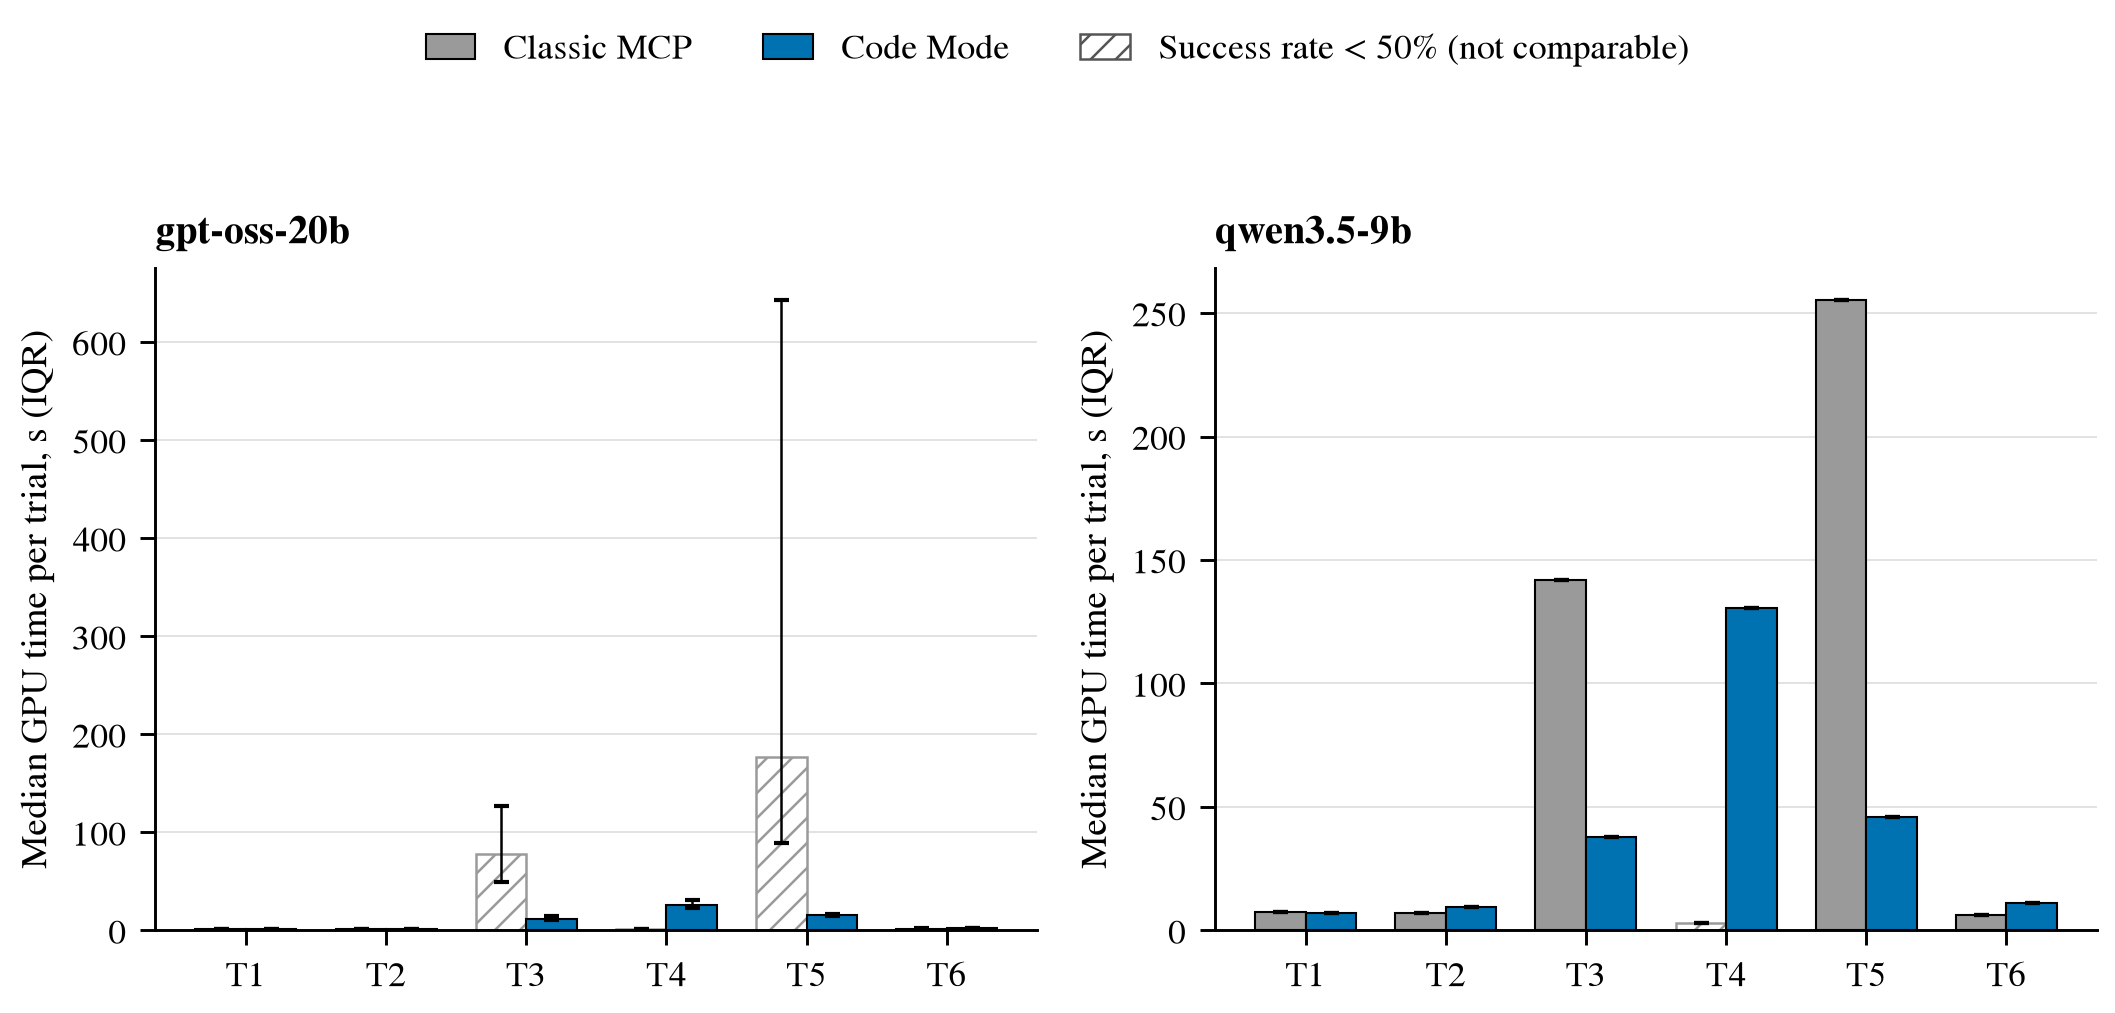 Classic MCP Code Mode Success rate < 50% (not comparable)
gpt-oss-20b
Median GPU time per trial, s (IQR)
600
500
400
300
200
100
0
T1 T2 T3 T4 T5 T6
qwen3.5-9b
Median GPU time per trial, s (IQR)
250
200
150
100
50
0
T1 T2 T3 T4 T5 T6